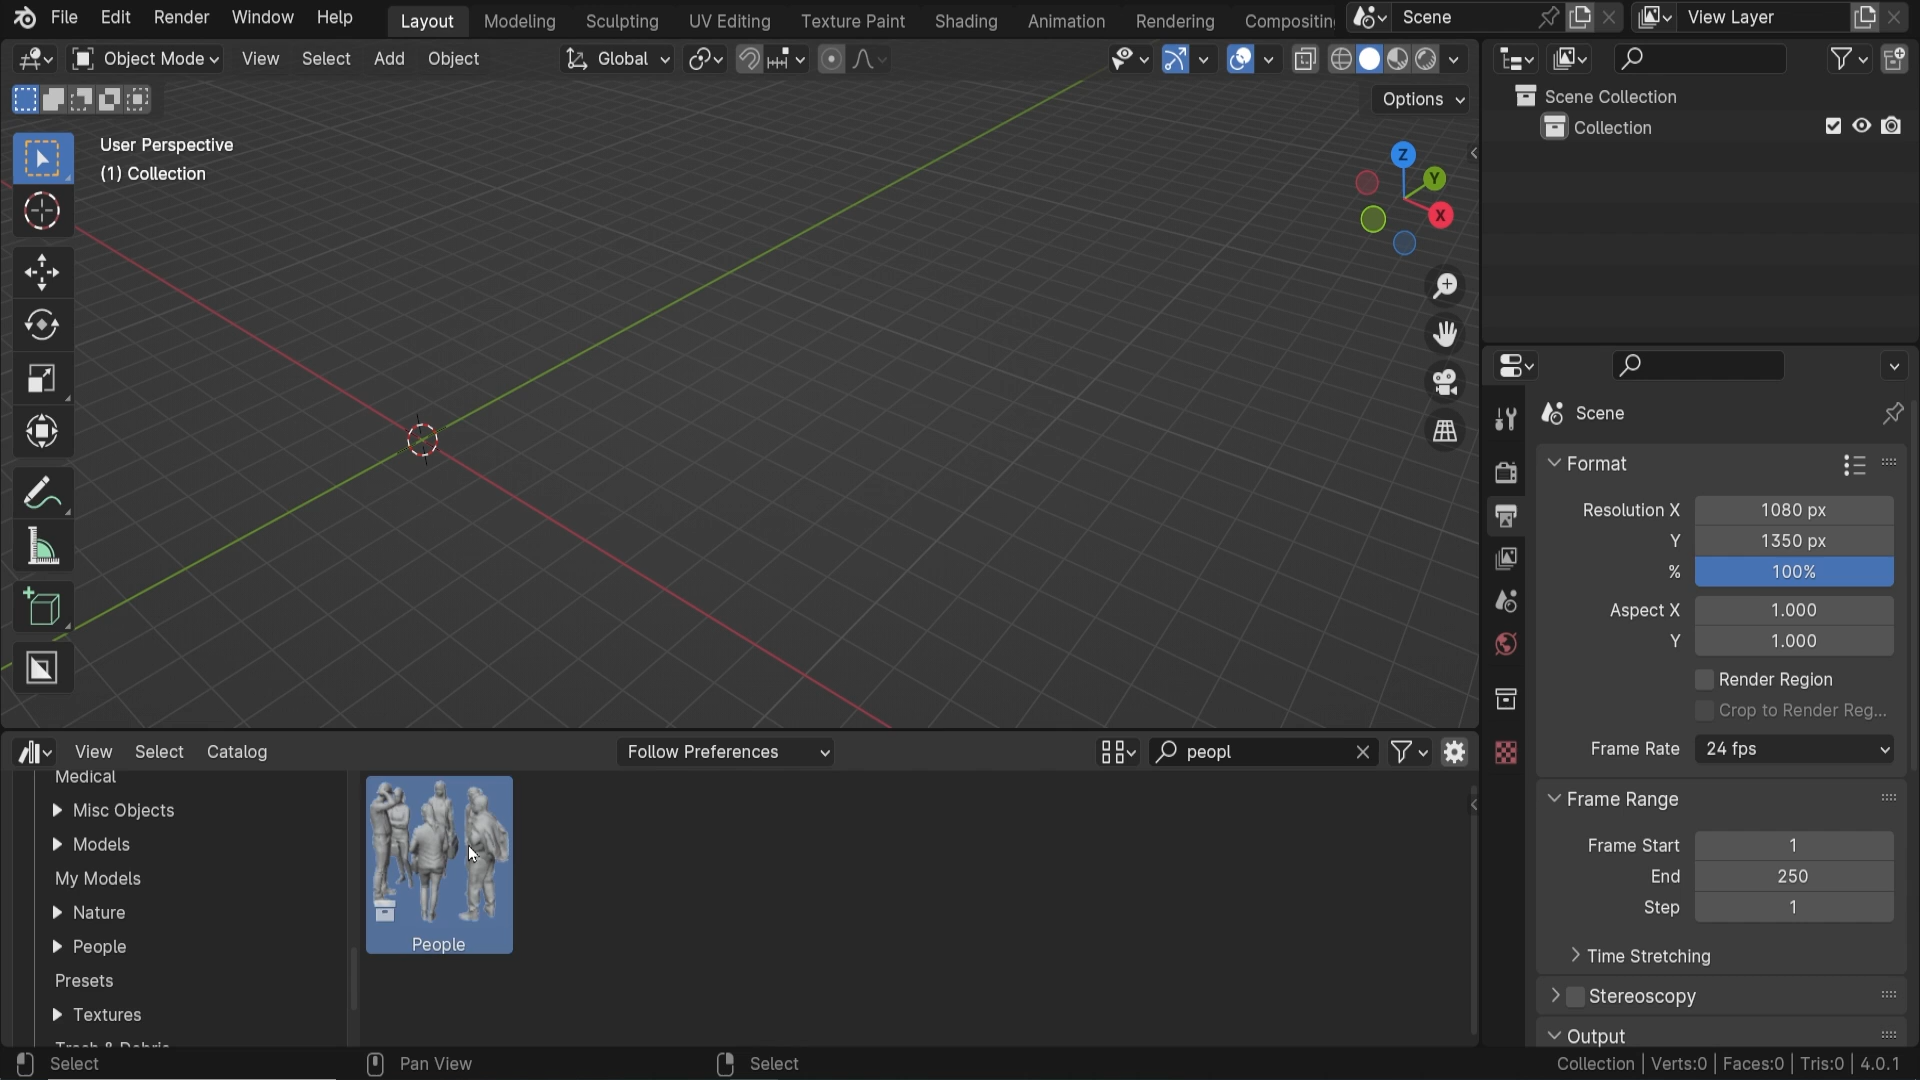 File Edit Render Window Help Layout Modeling Sculpting UV Editing Texture Paint Shading Animation Rendering Compositin Scene View Layer
Object Mode View Select Add Object Global
Options
User Perspective
(1) Collection
Z
Y
X
Scene Collection
Collection
Scene
Format
Resolution X 1080 px
Y 1350 px
% 100%
Aspect X 1.000
Y 1.000
Render Region
Crop to Render Reg...
Frame Rate 24 fps
Frame Range
Frame Start 1
End 250
Step 1
Time Stretching
Stereoscopy
Output
View Select Catalog Follow Preferences peopl
Medical
Misc Objects
Models
My Models
Nature
People
Presets
Textures
Trash & Debris
People
Select Pan View Select Collection | Verts:0 | Faces:0 | Tris:0 | 4.0.1